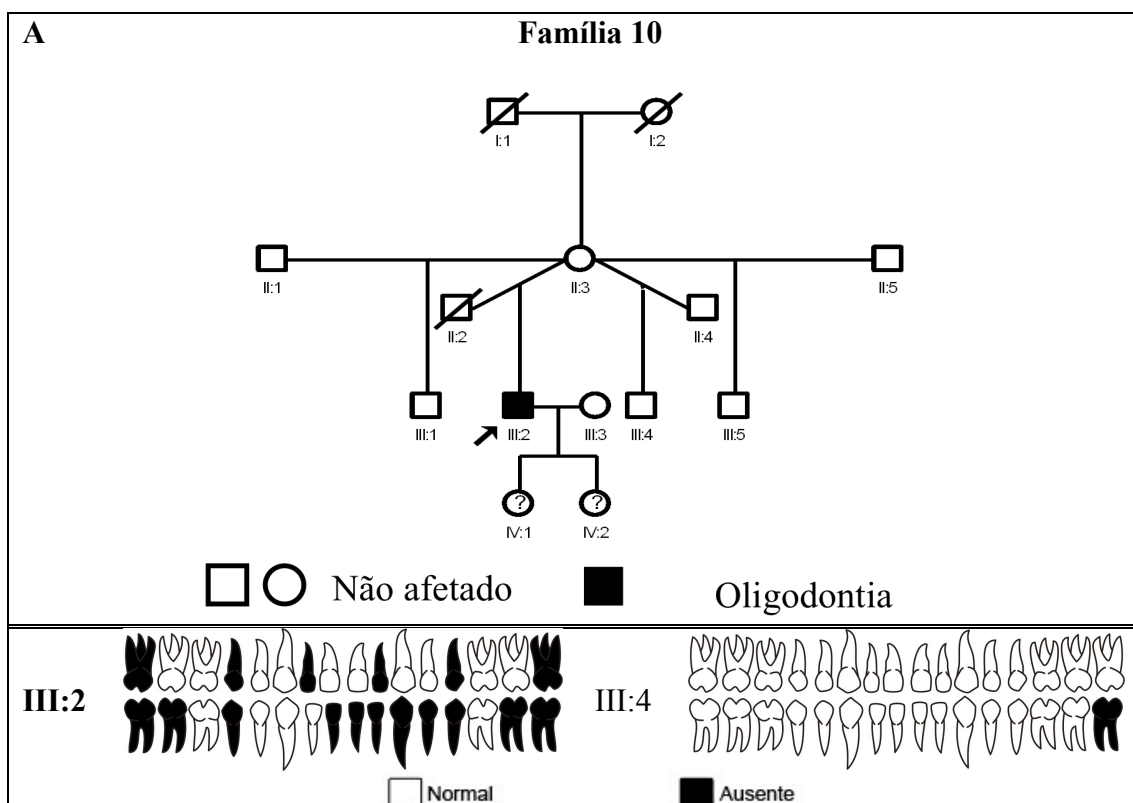 A
Família 10
I:1
I:2
II:1
II:3
II:5
II:2
II:4
III:1
III:2
III:3
III:4
III:5
?
?
IV:1
IV:2
Não afetado
Oligodontia
III:2
III:4
Normal
Ausente